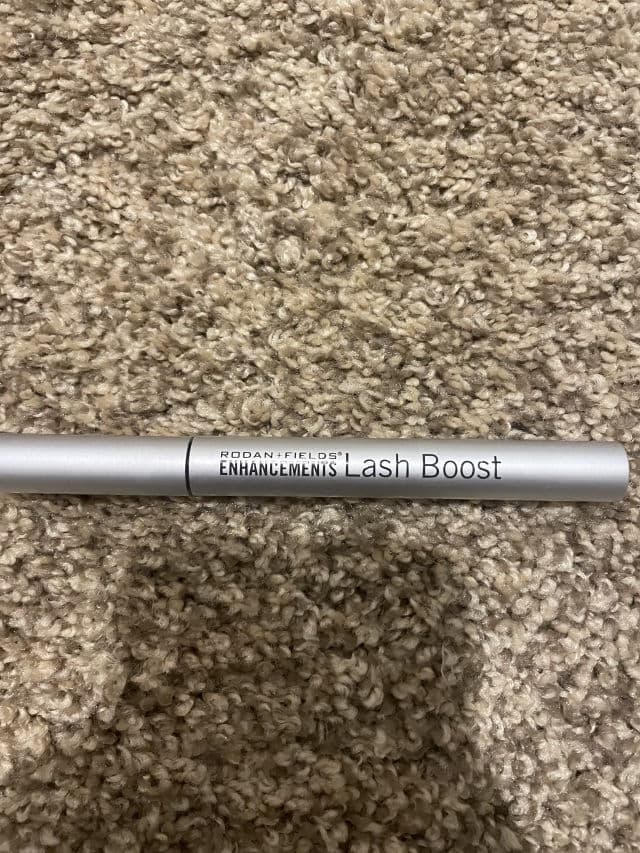 RODAN+FIELDS®
ENHANCEMENTS Lash Boost